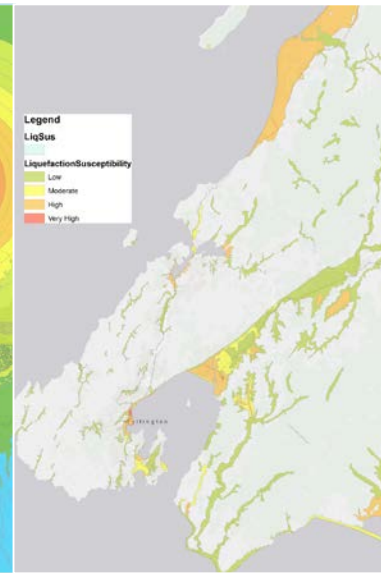 Legend
LiqSus
LiquefactionSusceptibility
Low
Moderate
High
Very High